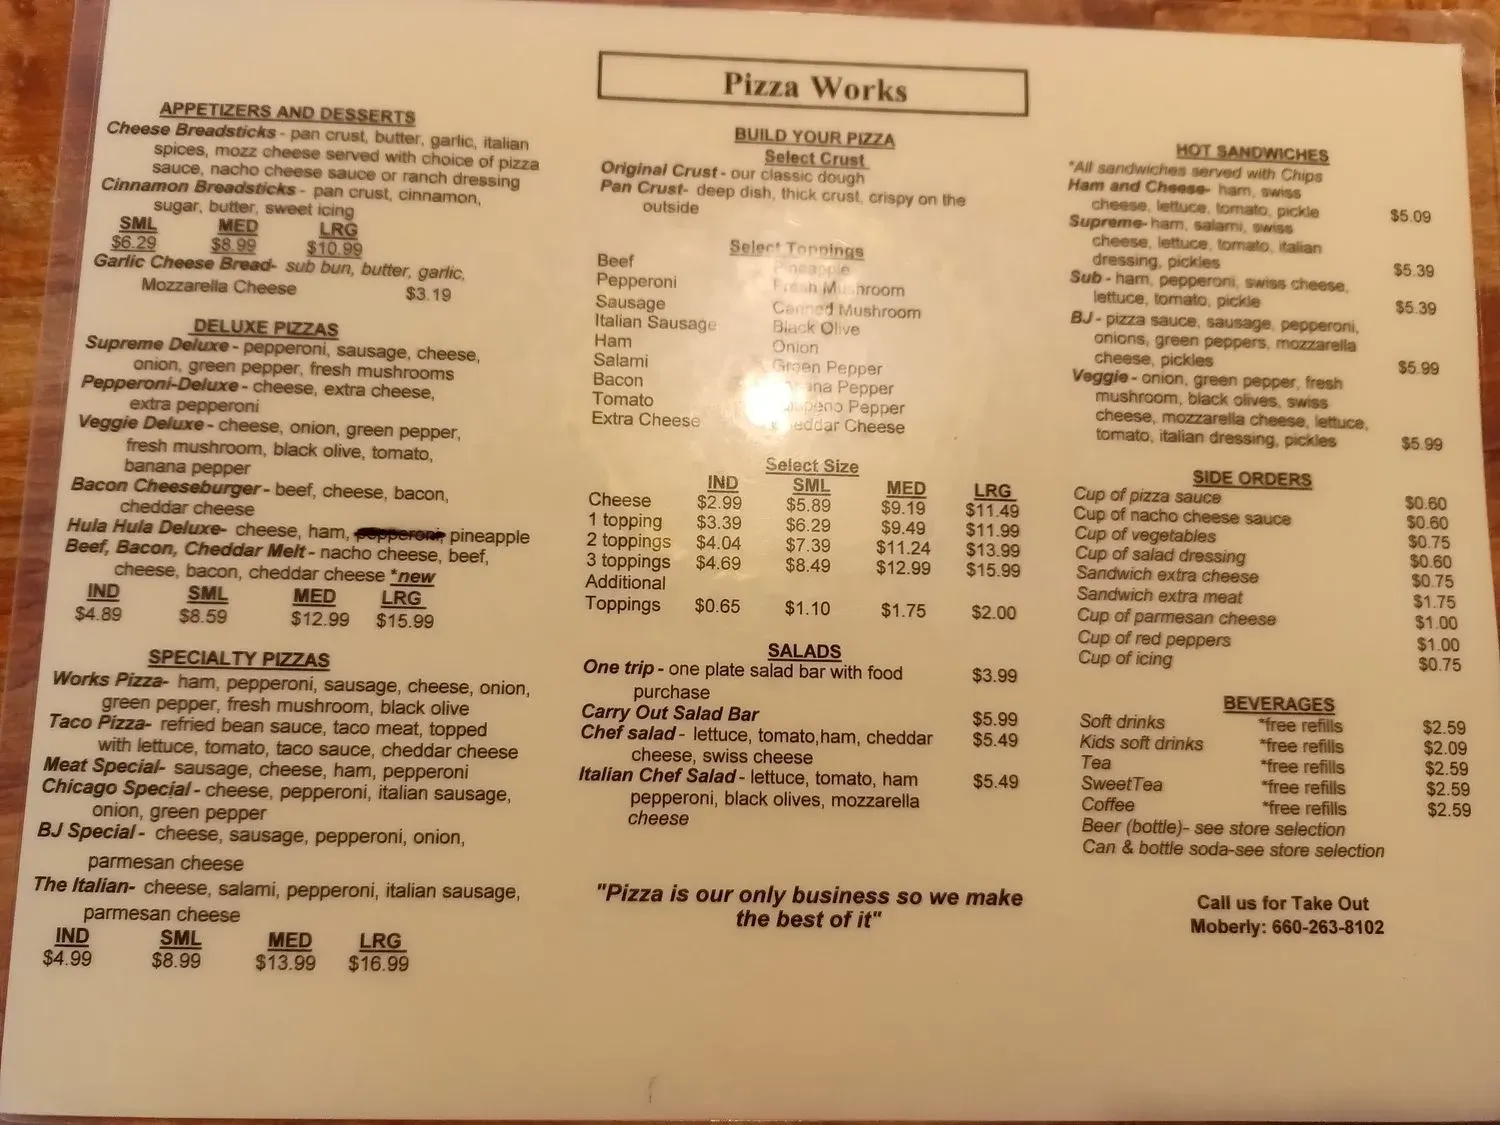 Pizza Works
APPETIZERS AND DESSERTS
Cheese Breadsticks - pan crust, butter, garlic, italian
spices, mozz cheese served with choice of pizza
sauce, nacho cheese sauce or ranch dressing
Cinnamon Breadsticks - pan crust, cinnamon,
sugar, butter, sweet icing
SML MED LRG
$6.29 $8.99 $10.99
Garlic Cheese Bread- sub bun, butter, garlic,
Mozzarella Cheese $3.19
DELUXE PIZZAS
Supreme Deluxe - pepperoni, sausage, cheese,
onion, green pepper, fresh mushrooms
Pepperoni-Deluxe - cheese, extra cheese,
extra pepperoni
Veggie Deluxe - cheese, onion, green pepper,
fresh mushroom, black olive, tomato,
banana pepper
Bacon Cheeseburger - beef, cheese, bacon,
cheddar cheese
Hula Hula Deluxe- cheese, ham, pepperoni, pineapple
Beef, Bacon, Cheddar Melt - nacho cheese, beef,
cheese, bacon, cheddar cheese *new
IND SML MED LRG
$4.89 $8.59 $12.99 $15.99
SPECIALTY PIZZAS
Works Pizza- ham, pepperoni, sausage, cheese, onion,
green pepper, fresh mushroom, black olive
Taco Pizza- refried bean sauce, taco meat, topped
with lettuce, tomato, taco sauce, cheddar cheese
Meat Special- sausage, cheese, ham, pepperoni
Chicago Special - cheese, pepperoni, italian sausage,
onion, green pepper
BJ Special - cheese, sausage, pepperoni, onion,
parmesan cheese
The Italian- cheese, salami, pepperoni, italian sausage,
parmesan cheese
IND SML MED LRG
$4.99 $8.99 $13.99 $16.99
BUILD YOUR PIZZA
Select Crust
Original Crust - our classic dough
Pan Crust- deep dish, thick crust, crispy on the
outside
Select Toppings
Beef Pineapple
Pepperoni Fresh Mushroom
Sausage Canned Mushroom
Italian Sausage Black Olive
Ham Onion
Salami Green Pepper
Bacon Pepper
Tomato Pepper
Extra Cheese Cheddar Cheese
Select Size
IND SML MED LRG
Cheese $2.99 $5.89 $9.19 $11.49
1 topping $3.39 $6.29 $9.49 $11.99
2 toppings $4.04 $7.39 $11.24 $13.99
3 toppings $4.69 $8.49 $12.99 $15.99
Additional
Toppings $0.65 $1.10 $1.75 $2.00
SALADS
One trip - one plate salad bar with food $3.99
purchase
Carry Out Salad Bar $5.99
Chef salad - lettuce, tomato,ham, cheddar $5.49
cheese, swiss cheese
Italian Chef Salad - lettuce, tomato, ham $5.49
pepperoni, black olives, mozzarella
cheese
"Pizza is our only business so we make
the best of it"
HOT SANDWICHES
*All sandwiches served with Chips
Ham and Cheese- ham, swiss
cheese, lettuce, tomato, pickle $5.09
Supreme- ham, salami, swiss
cheese, lettuce, tomato, italian
dressing, pickles $5.39
Sub - ham, pepperoni, swiss cheese,
lettuce, tomato, pickle $5.39
BJ - pizza sauce, sausage, pepperoni,
onions, green peppers, mozzarella
cheese, pickles $5.99
Veggie - onion, green pepper, fresh
mushroom, black olives, swiss
cheese, mozzarella cheese, lettuce,
tomato, italian dressing, pickles $5.99
SIDE ORDERS
Cup of pizza sauce $0.60
Cup of nacho cheese sauce $0.60
Cup of vegetables $0.75
Cup of salad dressing $0.60
Sandwich extra cheese $0.75
Sandwich extra meat $1.75
Cup of parmesan cheese $1.00
Cup of red peppers $1.00
Cup of icing $0.75
BEVERAGES
Soft drinks *free refills $2.59
Kids soft drinks *free refills $2.09
Tea *free refills $2.59
SweetTea *free refills $2.59
Coffee *free refills $2.59
Beer (bottle)- see store selection
Can & bottle soda-see store selection
Call us for Take Out
Moberly: 660-263-8102